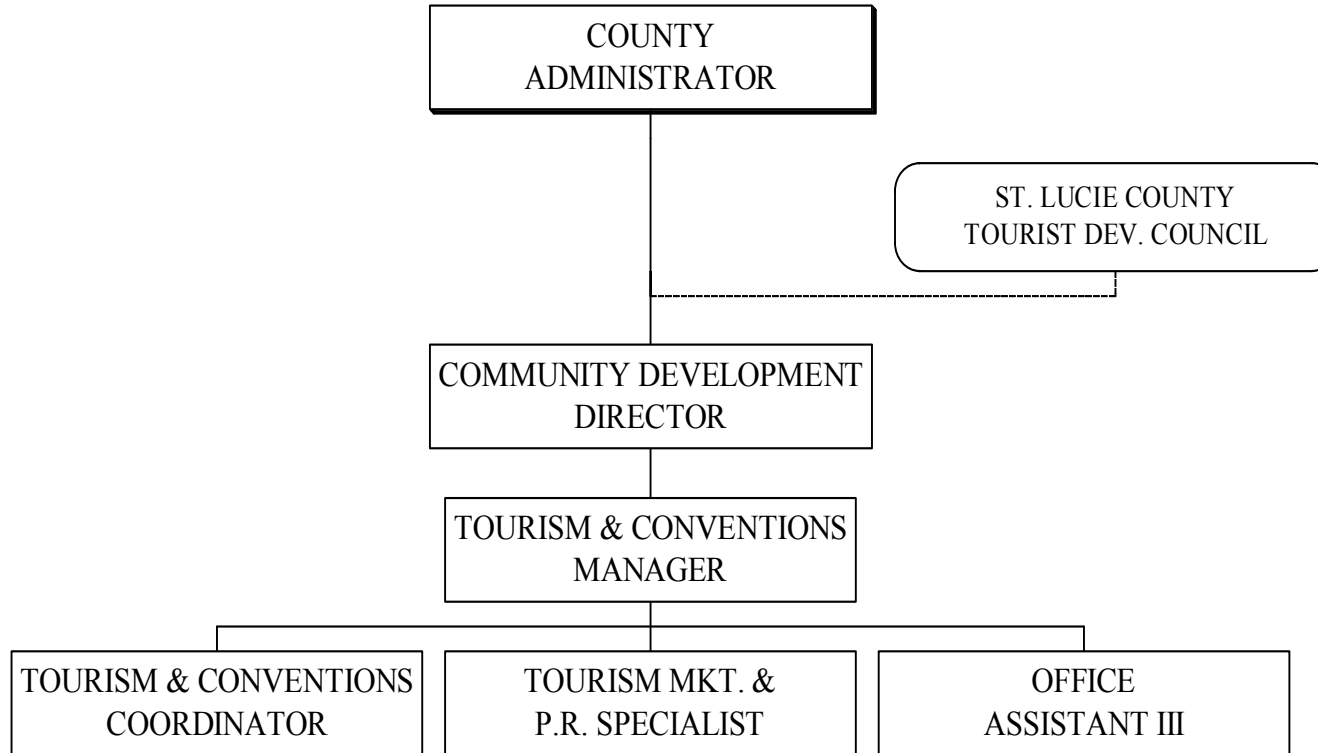 COUNTY
ADMINISTRATOR
ST. LUCIE COUNTY
TOURIST DEV. COUNCIL
COMMUNITY DEVELOPMENT
DIRECTOR
TOURISM & CONVENTIONS
MANAGER
TOURISM & CONVENTIONS
COORDINATOR
TOURISM MKT. &
P.R. SPECIALIST
OFFICE
ASSISTANT III